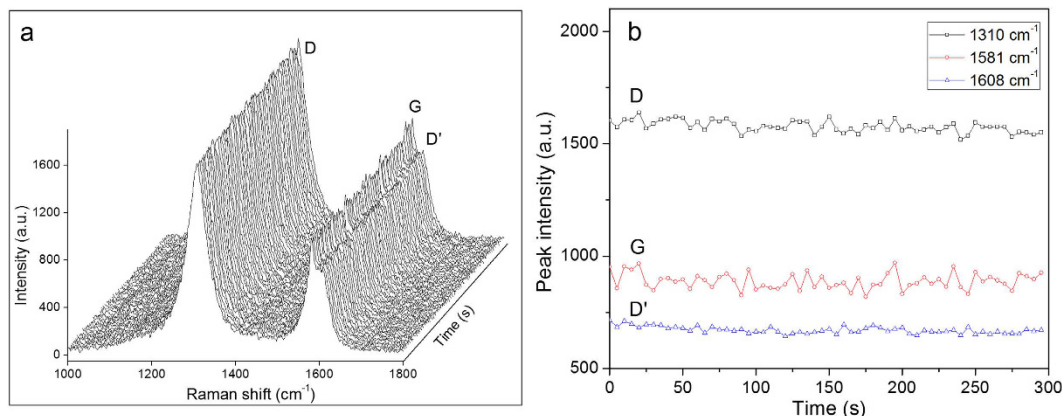 a
D
G
D'
1600
1200
800
400
0
Intensity (a.u.)
1000
1200
1400
1600
1800
Raman shift (cm-1)
Time (s)
b
1310 cm-1
1581 cm-1
1608 cm-1
D
G
D'
2000
1500
1000
500
Peak intensity (a.u.)
0
50
100
150
200
250
300
Time (s)